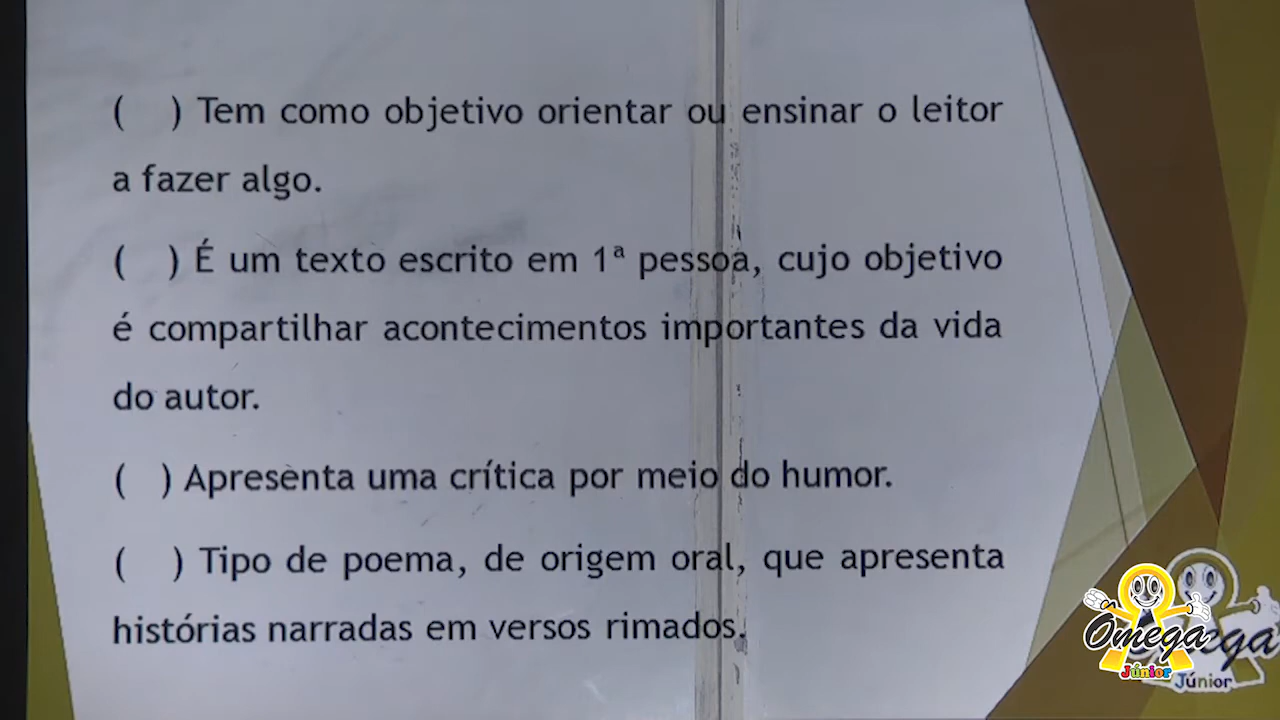 (   ) Tem como objetivo orientar ou ensinar o leitor
a fazer algo.
(   ) É um texto escrito em 1ª pessoa, cujo objetivo
é compartilhar acontecimentos importantes da vida
do autor.
(   ) Apresenta uma crítica por meio do humor.
(   ) Tipo de poema, de origem oral, que apresenta
histórias narradas em versos rimados.
Ômega
Júnior
Ômega
Júnior